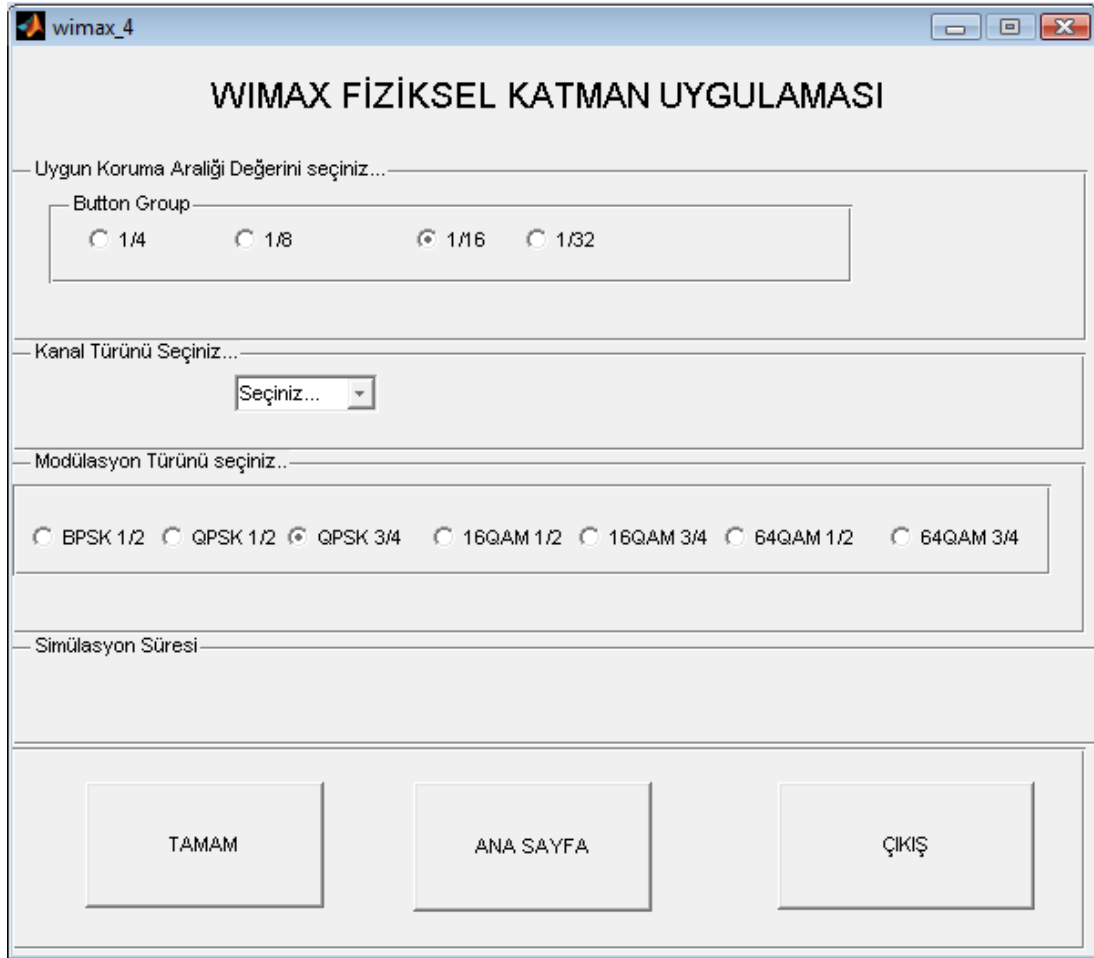 wimax_4
WIMAX FİZİKSEL KATMAN UYGULAMASI
Uygun Koruma Araliği Değerini seçiniz...
Button Group
1/4 1/8 1/16 1/32
Kanal Türünü Seçiniz...
Seçiniz...
Modülasyon Türünü seçiniz..
BPSK 1/2 QPSK 1/2 QPSK 3/4 16QAM 1/2 16QAM 3/4 64QAM 1/2 64QAM 3/4
Simülasyon Süresi
TAMAM ANA SAYFA ÇIKIŞ